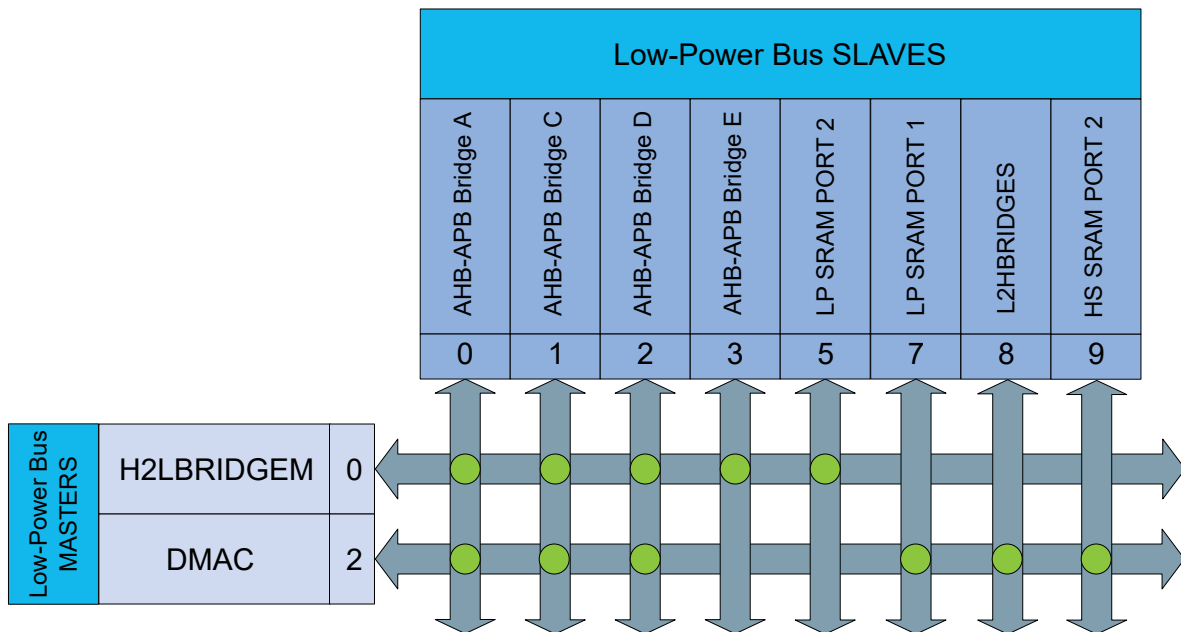 Low-Power Bus SLAVES
AHB-APB Bridge A
AHB-APB Bridge C
AHB-APB Bridge D
AHB-APB Bridge E
LP SRAM PORT 2
LP SRAM PORT 1
L2HBRIDGES
HS SRAM PORT 2
0 1 2 3 5 7 8 9
Low-Power Bus
MASTERS
H2LBRIDGEM 0
DMAC 2